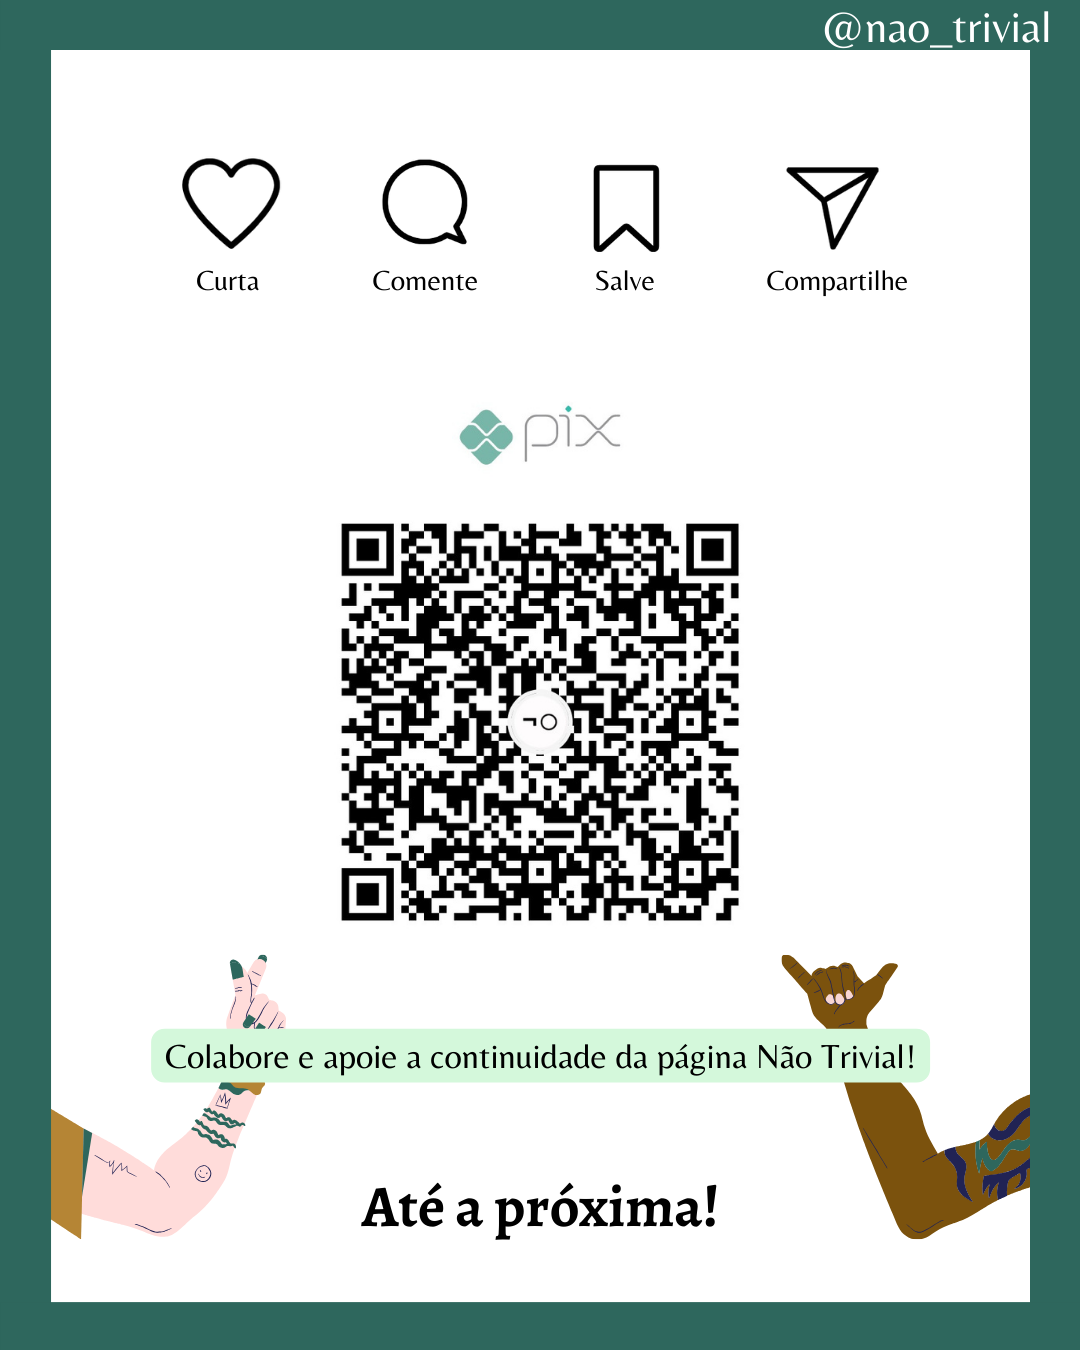 @nao_trivial
Curta Comente Salve Compartilhe
pix
Colabore e apoie a continuidade da página Não Trivial!
Até a próxima!